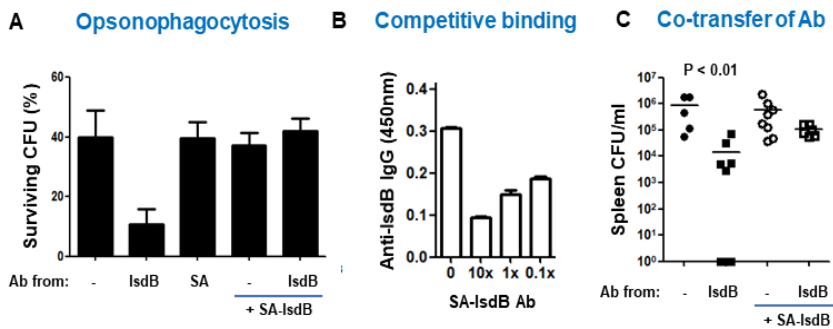 A Opsonophagocytosis
Surviving CFU (%)
60
40
20
0
Ab from: - IsdB SA - IsdB
+ SA-IsdB
B Competitive binding
Anti-IsdB IgG (450nm)
0.4
0.3
0.2
0.1
0.0
0 10x 1x 0.1x
SA-IsdB Ab
C Co-transfer of Ab
P < 0.01
Spleen CFU/ml
10⁷
10⁶
10⁵
10⁴
10³
10²
10¹
10⁰
Ab from: - IsdB - IsdB
+ SA-IsdB